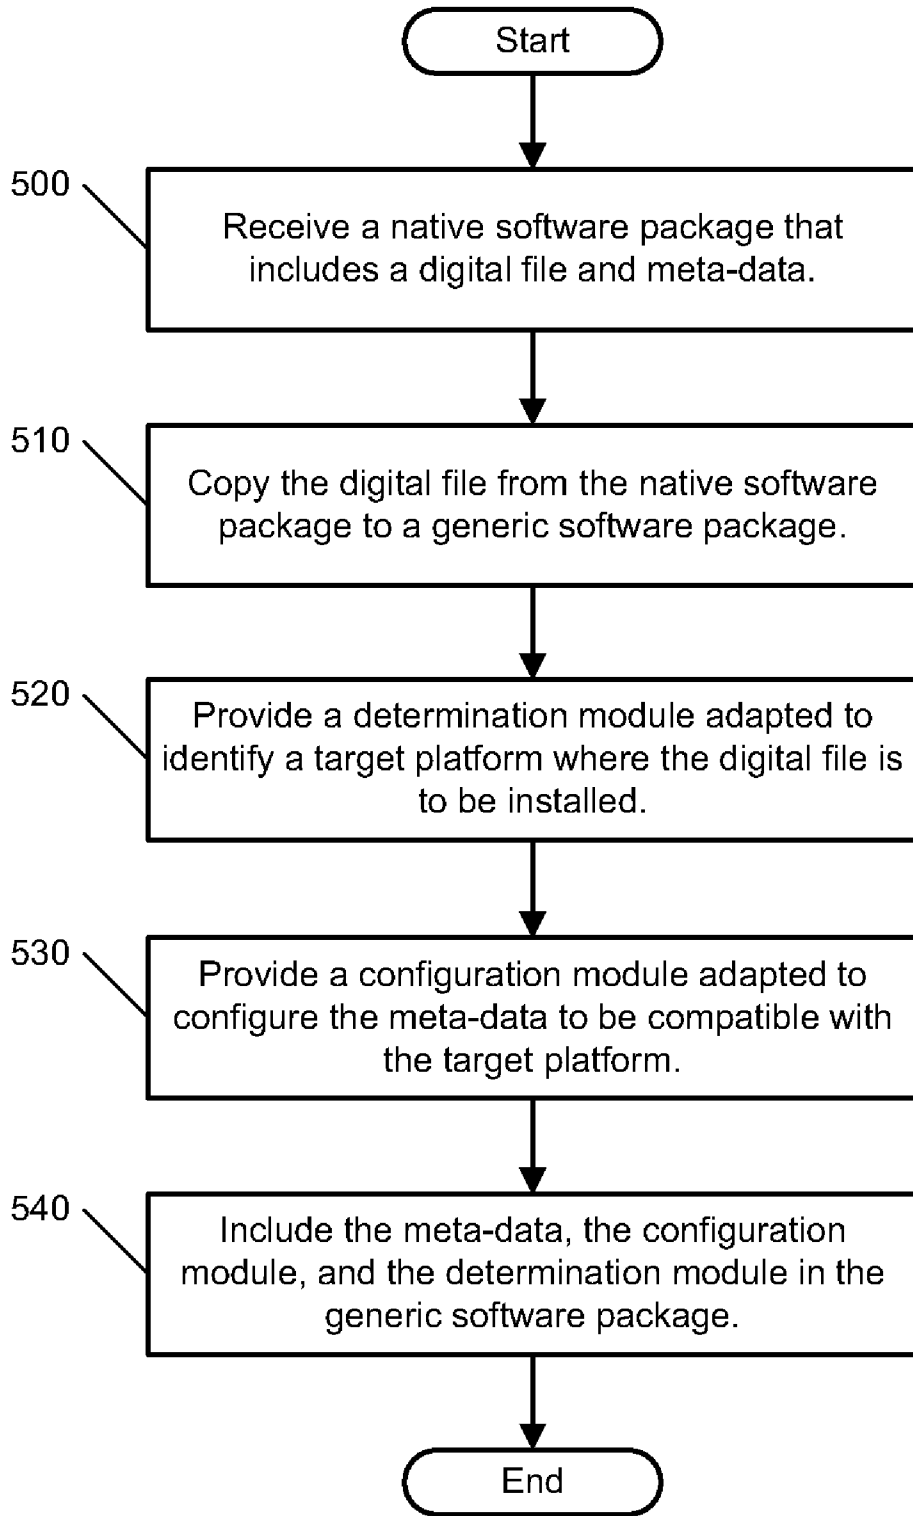 Start
500
Receive a native software package that
includes a digital file and meta-data.
510
Copy the digital file from the native software
package to a generic software package.
520
Provide a determination module adapted to
identify a target platform where the digital file is
to be installed.
530
Provide a configuration module adapted to
configure the meta-data to be compatible with
the target platform.
540
Include the meta-data, the configuration
module, and the determination module in the
generic software package.
End